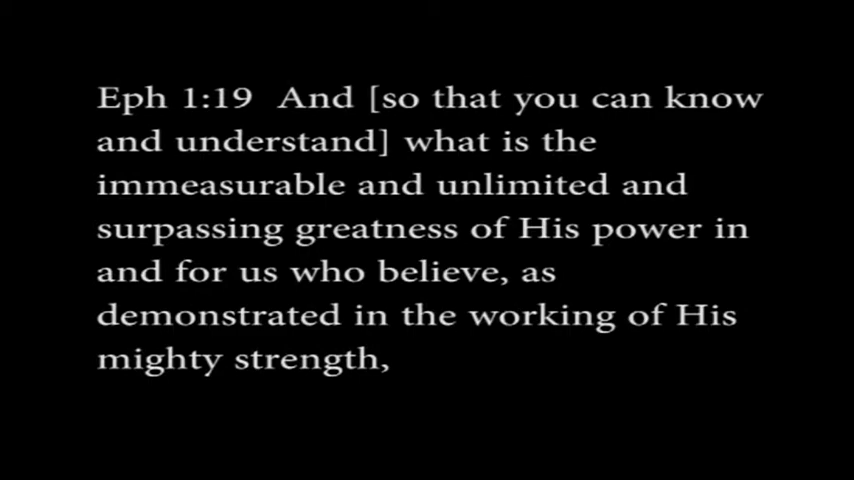 Eph 1:19  And [so that you can know
and understand] what is the
immeasurable and unlimited and
surpassing greatness of His power in
and for us who believe, as
demonstrated in the working of His
mighty strength,